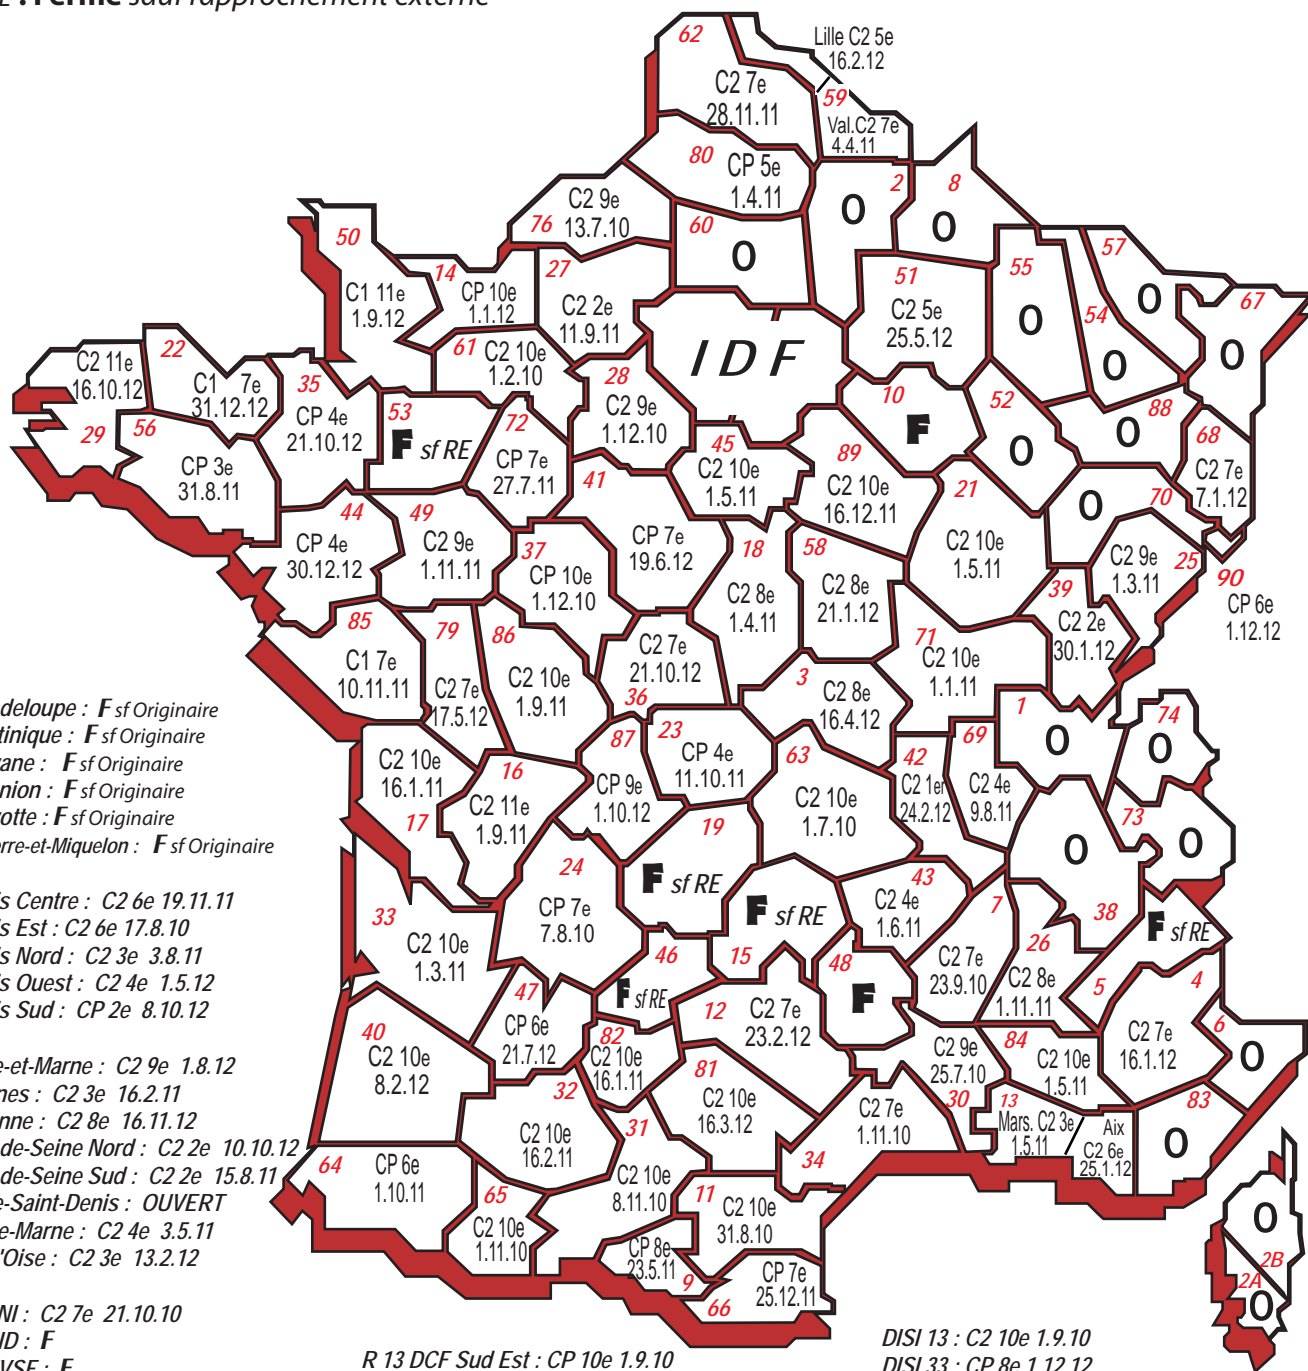 : Fermé sauf rapprochement externe
62
C2 7e
28.11.11
Lille C2 5e
16.2.12
59
Val.C2 7e
4.4.11
80
CP 5e
1.4.11
2
O
8
O
76
C2 9e
13.7.10
60
O
50
C1 11e
1.9.12
14
CP 10e
1.1.12
27
C2 2e
11.9.11
51
C2 5e
25.5.12
55
O
57
O
54
O
67
O
61
C2 10e
1.2.10
IDF
22
C1 7e
31.12.12
C2 11e
16.10.12
29
35
CP 4e
21.10.12
53
F sf RE
72
CP 7e
27.7.11
28
C2 9e
1.12.10
10
F
52
O
88
O
68
C2 7e
7.1.12
56
CP 3e
31.8.11
45
C2 10e
1.5.11
89
C2 10e
16.12.11
41
CP 7e
19.6.12
21
C2 10e
1.5.11
70
O
44
CP 4e
30.12.12
49
C2 9e
1.11.11
37
CP 10e
1.12.10
18
C2 8e
1.4.11
58
C2 8e
21.1.12
25
C2 9e
1.3.11
90
CP 6e
1.12.12
39
C2 2e
30.1.12
85
C1 7e
10.11.11
79
C2 7e
17.5.12
86
C2 10e
1.9.11
C2 7e
21.10.12
36
71
C2 10e
1.1.11
3
C2 8e
16.4.12
1
O
74
O
deloupe : F sf Originaire
tinique : F sf Originaire
ane : F sf Originaire
nion : F sf Originaire
otte : F sf Originaire
rre-et-Miquelon : F sf Originaire
C2 10e
16.1.11
17
16
C2 11e
1.9.11
87
CP 9e
1.10.12
23
CP 4e
11.10.11
63
C2 10e
1.7.10
42
C2 1er
24.2.12
69
C2 4e
9.8.11
73
O
O
38
19
F sf RE
24
CP 7e
7.8.10
15
F sf RE
43
C2 4e
1.6.11
7
C2 7e
23.9.10
26
C2 8e
1.11.11
F sf RE
5
s Centre : C2 6e 19.11.11
s Est : C2 6e 17.8.10
s Nord : C2 3e 3.8.11
s Ouest : C2 4e 1.5.12
s Sud : CP 2e 8.10.12
33
C2 10e
1.3.11
46
F sf RE
47
CP 6e
21.7.12
12
C2 7e
23.2.12
48
F
4
C2 7e
16.1.12
6
O
40
C2 10e
8.2.12
82
C2 10e
16.1.11
81
C2 10e
16.3.12
C2 9e
25.7.10
30
84
C2 10e
1.5.11
83
O
e-et-Marne : C2 9e 1.8.12
nes : C2 3e 16.2.11
onne : C2 8e 16.11.12
-de-Seine Nord : C2 2e 10.10.12
-de-Seine Sud : C2 2e 15.8.11
e-Saint-Denis : OUVERT
e-Marne : C2 4e 3.5.11
'Oise : C2 3e 13.2.12
32
C2 10e
16.2.11
31
C2 10e
8.11.10
C2 7e
1.11.10
34
13
Mars. C2 3e
1.5.11
Aix
C2 6e
25.1.12
64
CP 6e
1.10.11
65
C2 10e
1.11.10
11
C2 10e
31.8.10
CP 8e
23.5.11
9
66
CP 7e
25.12.11
O
2B
2A
O
NI : C2 7e 21.10.10
ID : F
VSF : F
R 13 DCF Sud Est : CP 10e 1.9.10
DISI 13 : C2 10e 1.9.10
DISI 33 : CP 8e 1.12.12